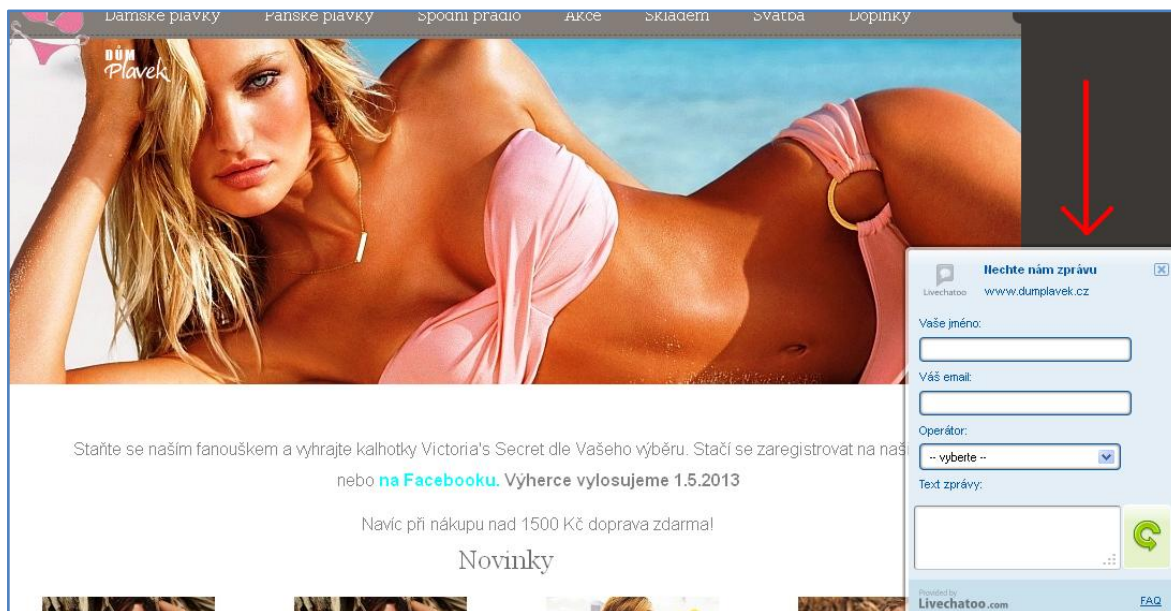 Dámské plavky Pánské plavky Spodní prádlo Akce Skladem Svatba Doplňky
DŮM
Plavek
Nechte nám zprávu
Livechatoo www.dumplavek.cz
Vaše jméno:
Váš email:
Operátor:
-- vyberte --
Text zprávy:
Staňte se naším fanouškem a vyhrajte kalhotky Victoria's Secret dle Vašeho výběru. Stačí se zaregistrovat na naši
nebo na Facebooku. Výherce vylosujeme 1.5.2013
Navíc při nákupu nad 1500 Kč doprava zdarma!
Novinky
Provided by
Livechatoo.com FAQ